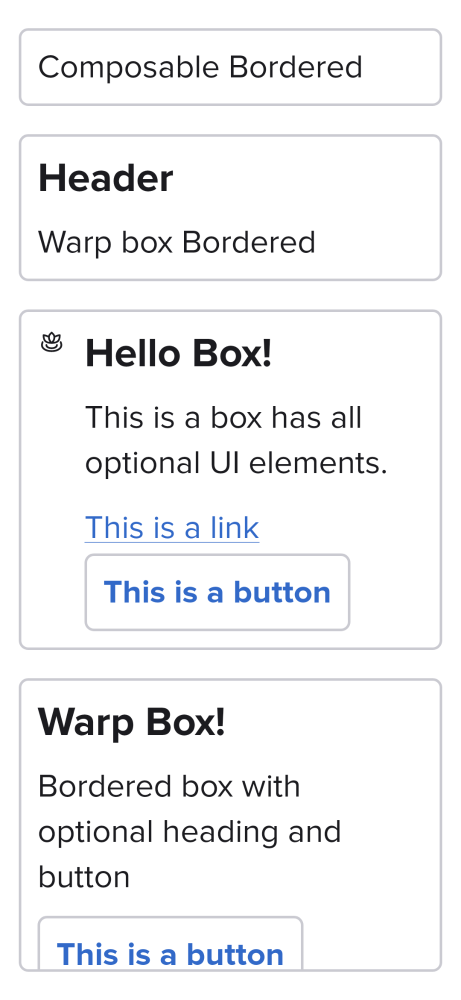 Composable Bordered
Header
Warp box Bordered
Hello Box!
This is a box has all
optional UI elements.
This is a link
This is a button
Warp Box!
Bordered box with
optional heading and
button
This is a button